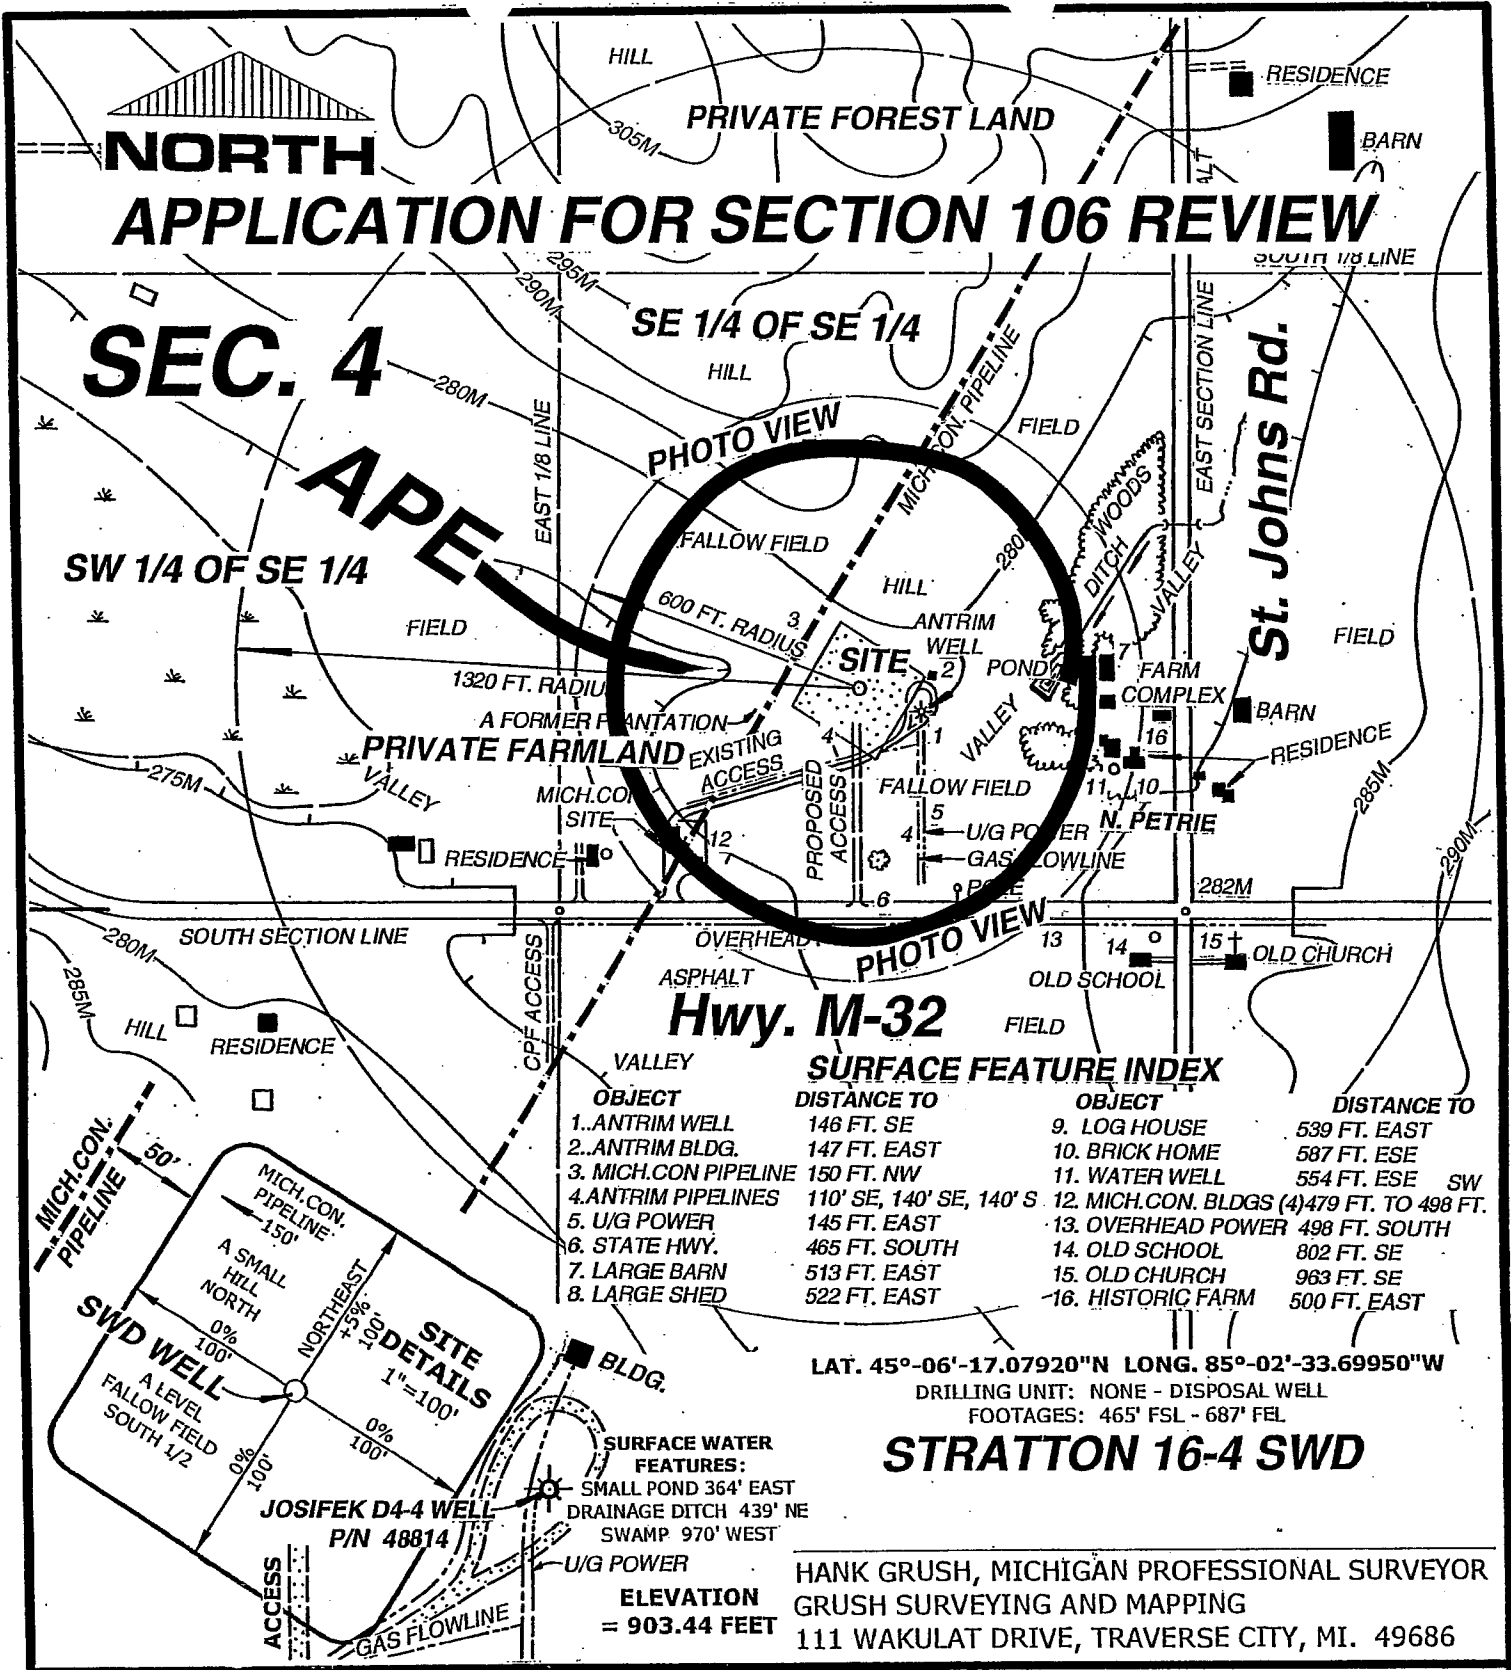 HILL
RESIDENCE
PRIVATE FOREST LAND
305M
BARN
NORTH
ALT
APPLICATION FOR SECTION 106 REVIEW
SOUTH 1/8 LINE
295M
290M
SE 1/4 OF SE 1/4
SEC. 4
HILL
280M
EAST 1/8 LINE
PHOTO VIEW
MICH.CON. PIPELINE
FIELD
EAST SECTION LINE
St. Johns Rd.
APE
WOODS
DITCH
VALLEY
FALLOW FIELD
280
HILL
SW 1/4 OF SE 1/4
600 FT. RADIUS
3
ANTRIM
WELL
FIELD
FIELD
SITE
2
POND
7
FARM
COMPLEX
1320 FT. RADIU
A FORMER PLANTATION
BARN
PRIVATE FARMLAND
EXISTING
ACCESS
4
1
VALLEY
16
RESIDENCE
275M
VALLEY
PROPOSED
ACCESS
FALLOW FIELD
11
10
285M
MICH.CON
SITE
12
5
4
U/G POWER
N. PETRIE
RESIDENCE
GAS FLOWLINE
290M
6
POLE
282M
280M
SOUTH SECTION LINE
OVERHEAD
PHOTO VIEW
13
14
15
OLD CHURCH
285M
CPF ACCESS
ASPHALT
OLD SCHOOL
HILL
RESIDENCE
Hwy. M-32
FIELD
VALLEY
SURFACE FEATURE INDEX
OBJECT DISTANCE TO
1..ANTRIM WELL 146 FT. SE
2..ANTRIM BLDG. 147 FT. EAST
3. MICH.CON PIPELINE 150 FT. NW
4.ANTRIM PIPELINES 110' SE, 140' SE, 140' S
5. U/G POWER 145 FT. EAST
6. STATE HWY. 465 FT. SOUTH
7. LARGE BARN 513 FT. EAST
8. LARGE SHED 522 FT. EAST
OBJECT DISTANCE TO
9. LOG HOUSE 539 FT. EAST
10. BRICK HOME 587 FT. ESE
11. WATER WELL 554 FT. ESE SW
12. MICH.CON. BLDGS (4)479 FT. TO 498 FT.
13. OVERHEAD POWER 498 FT. SOUTH
14. OLD SCHOOL 802 FT. SE
15. OLD CHURCH 963 FT. SE
16. HISTORIC FARM 500 FT. EAST
MICH.CON.
PIPELINE
50'
MICH.CON.
PIPELINE
150'
A SMALL
HILL
NORTH
NORTHEAST
+5%
100'
0%
100'
SWD WELL
SITE
DETAILS
1"=100'
A LEVEL
FALLOW FIELD
SOUTH 1/2
0%
100'
0%
100'
BLDG.
LAT. 45º-06'-17.07920"N LONG. 85º-02'-33.69950"W
DRILLING UNIT: NONE - DISPOSAL WELL
FOOTAGES: 465' FSL - 687' FEL
STRATTON 16-4 SWD
SURFACE WATER
FEATURES:
SMALL POND 364' EAST
DRAINAGE DITCH 439' NE
SWAMP 970' WEST
JOSIFEK D4-4 WELL
P/N 48814
U/G POWER
ACCESS
GAS FLOWLINE
ELEVATION
= 903.44 FEET
HANK GRUSH, MICHIGAN PROFESSIONAL SURVEYOR
GRUSH SURVEYING AND MAPPING
111 WAKULAT DRIVE, TRAVERSE CITY, MI. 49686